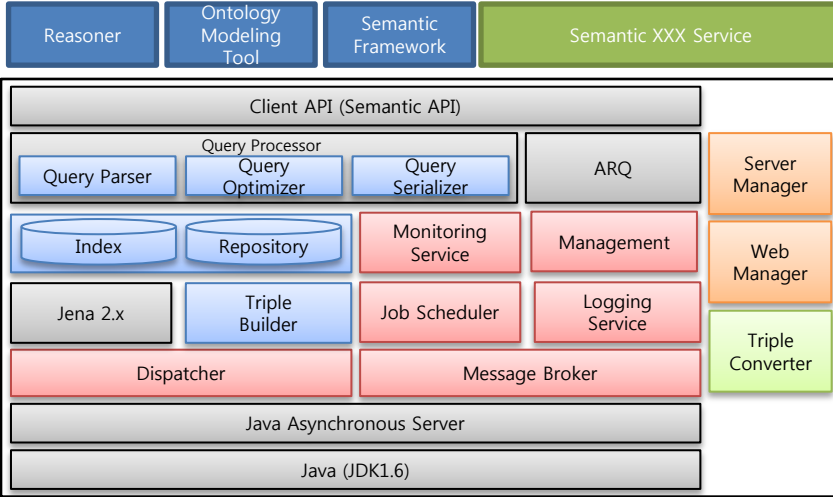 Reasoner
Ontology
Modeling
Tool
Semantic
Framework
Semantic XXX Service
Client API (Semantic API)
Query Processor
Query Parser
Query
Optimizer
Query
Serializer
ARQ
Server
Manager
Index
Repository
Monitoring
Service
Management
Web
Manager
Jena 2.x
Triple
Builder
Job Scheduler
Logging
Service
Triple
Converter
Dispatcher
Message Broker
Java Asynchronous Server
Java (JDK1.6)